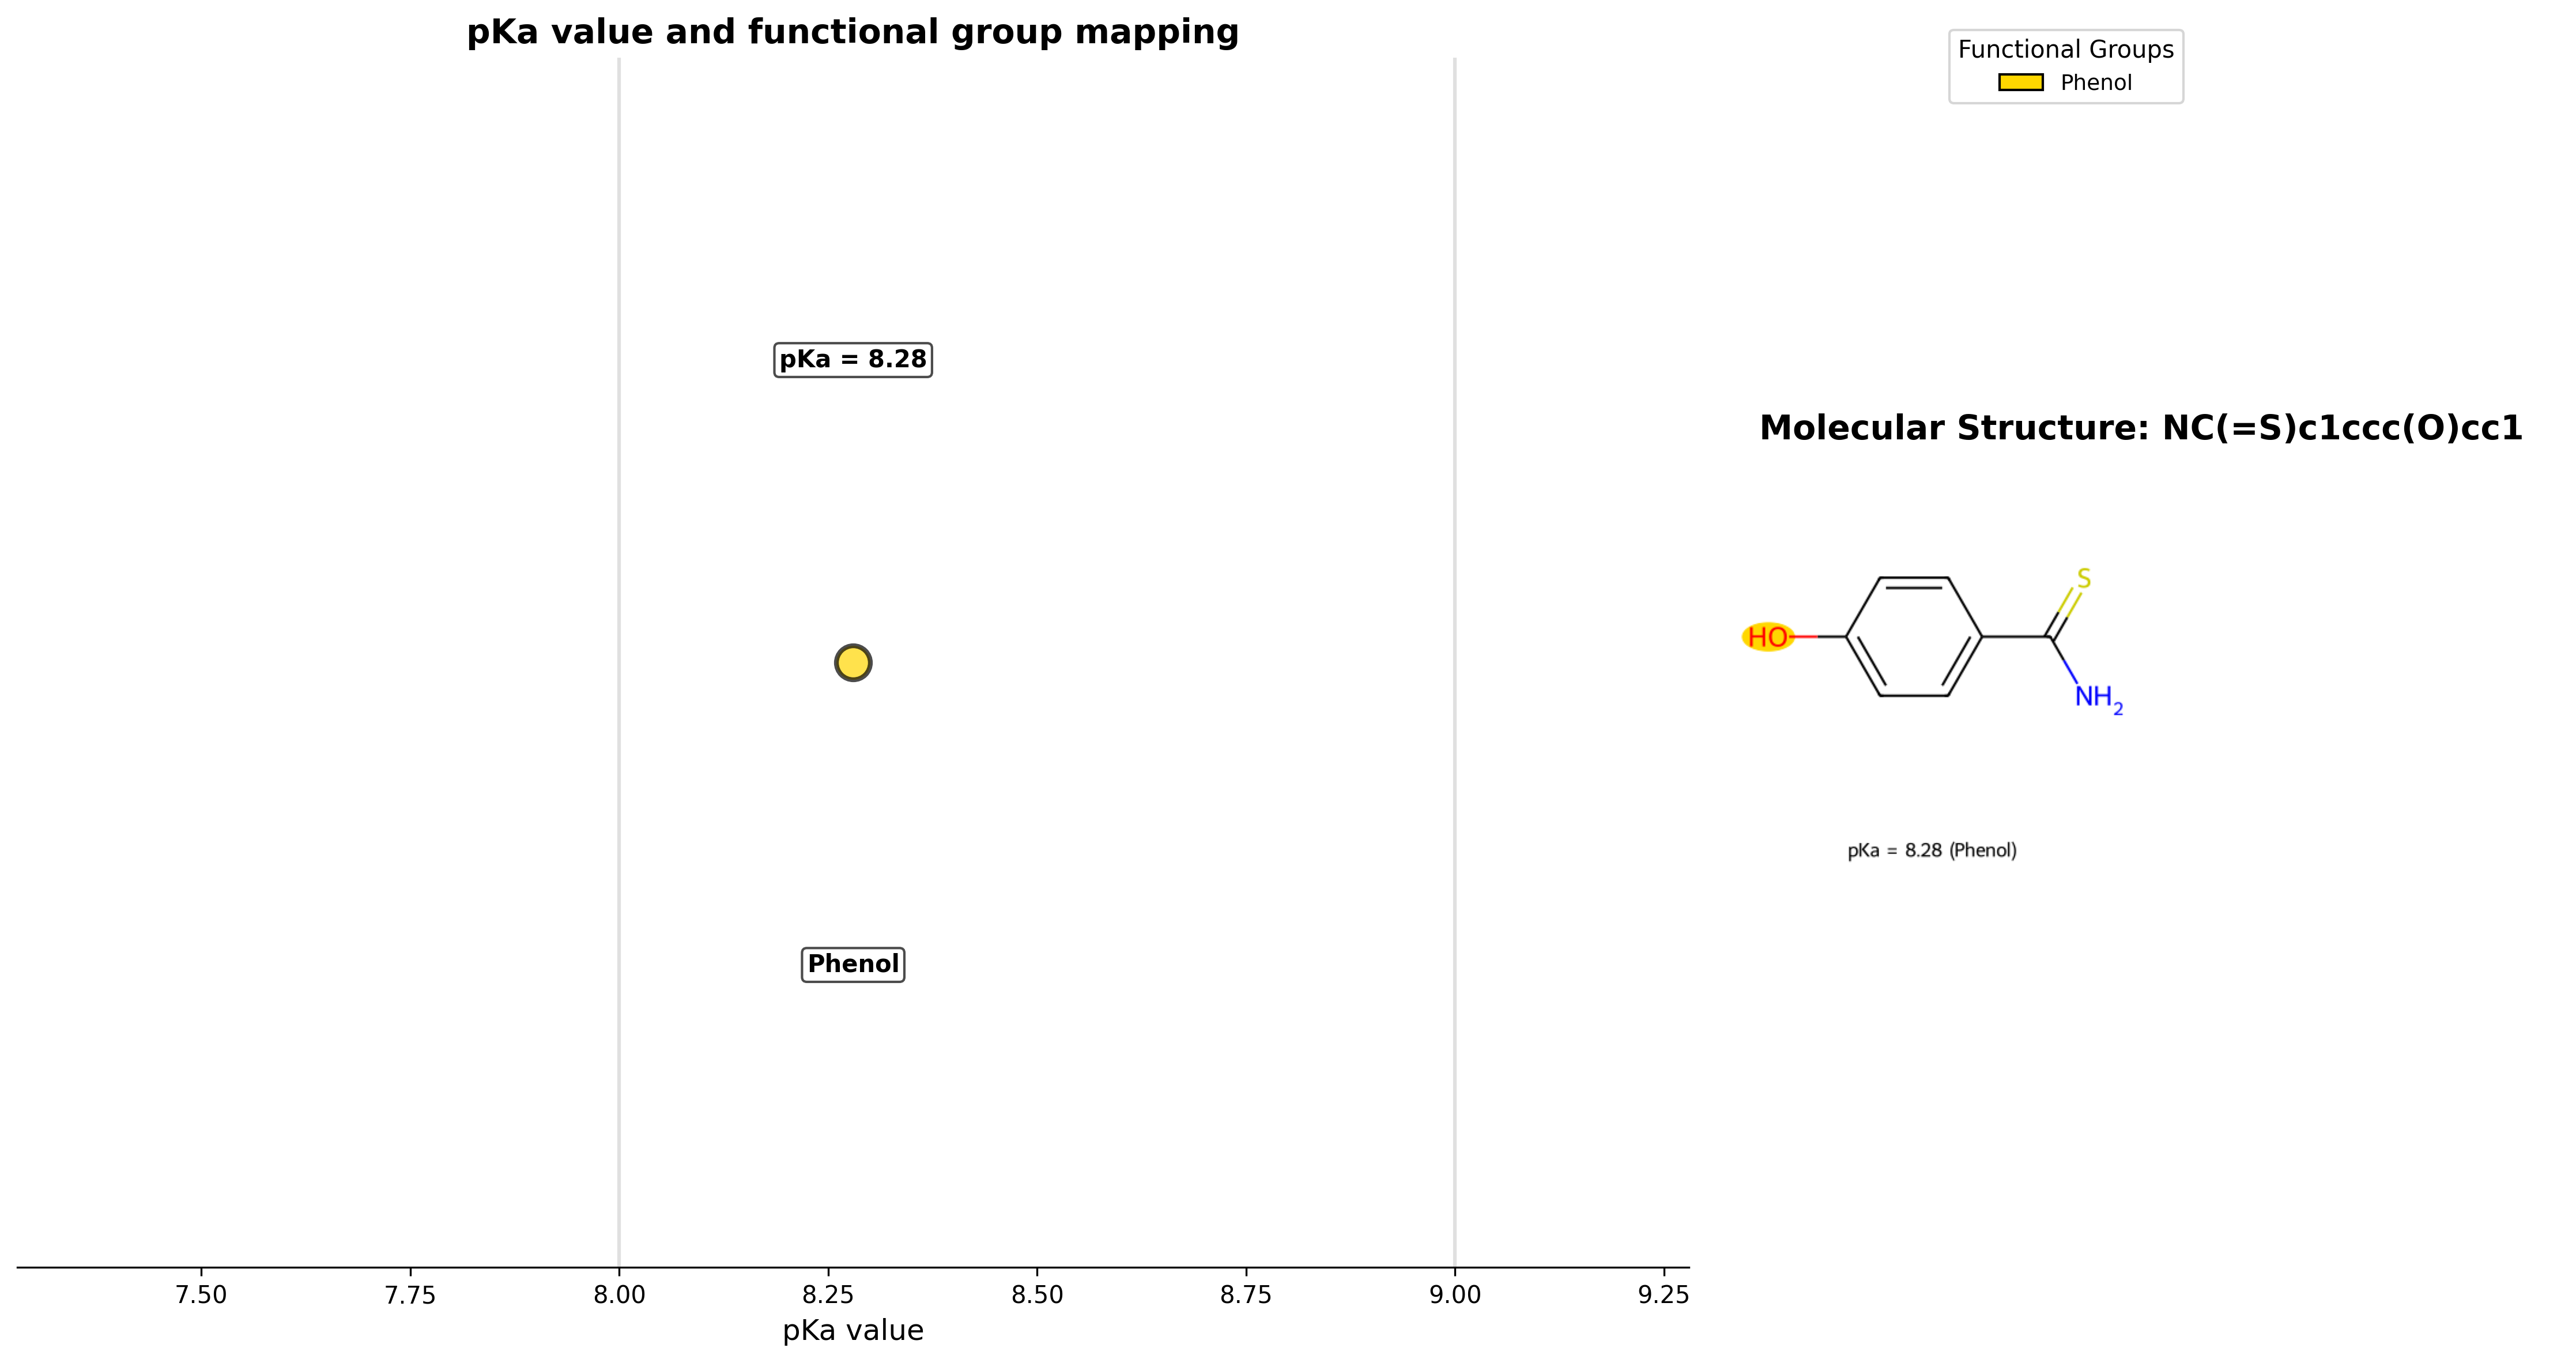 pKa value and functional group mapping
pKa = 8.28
Phenol
7.50
7.75
8.00
8.25
8.50
8.75
9.00
9.25
pKa value
Functional Groups
Phenol
Molecular Structure: NC(=S)c1ccc(O)cc1
S
HO
NH2
pKa = 8.28 (Phenol)